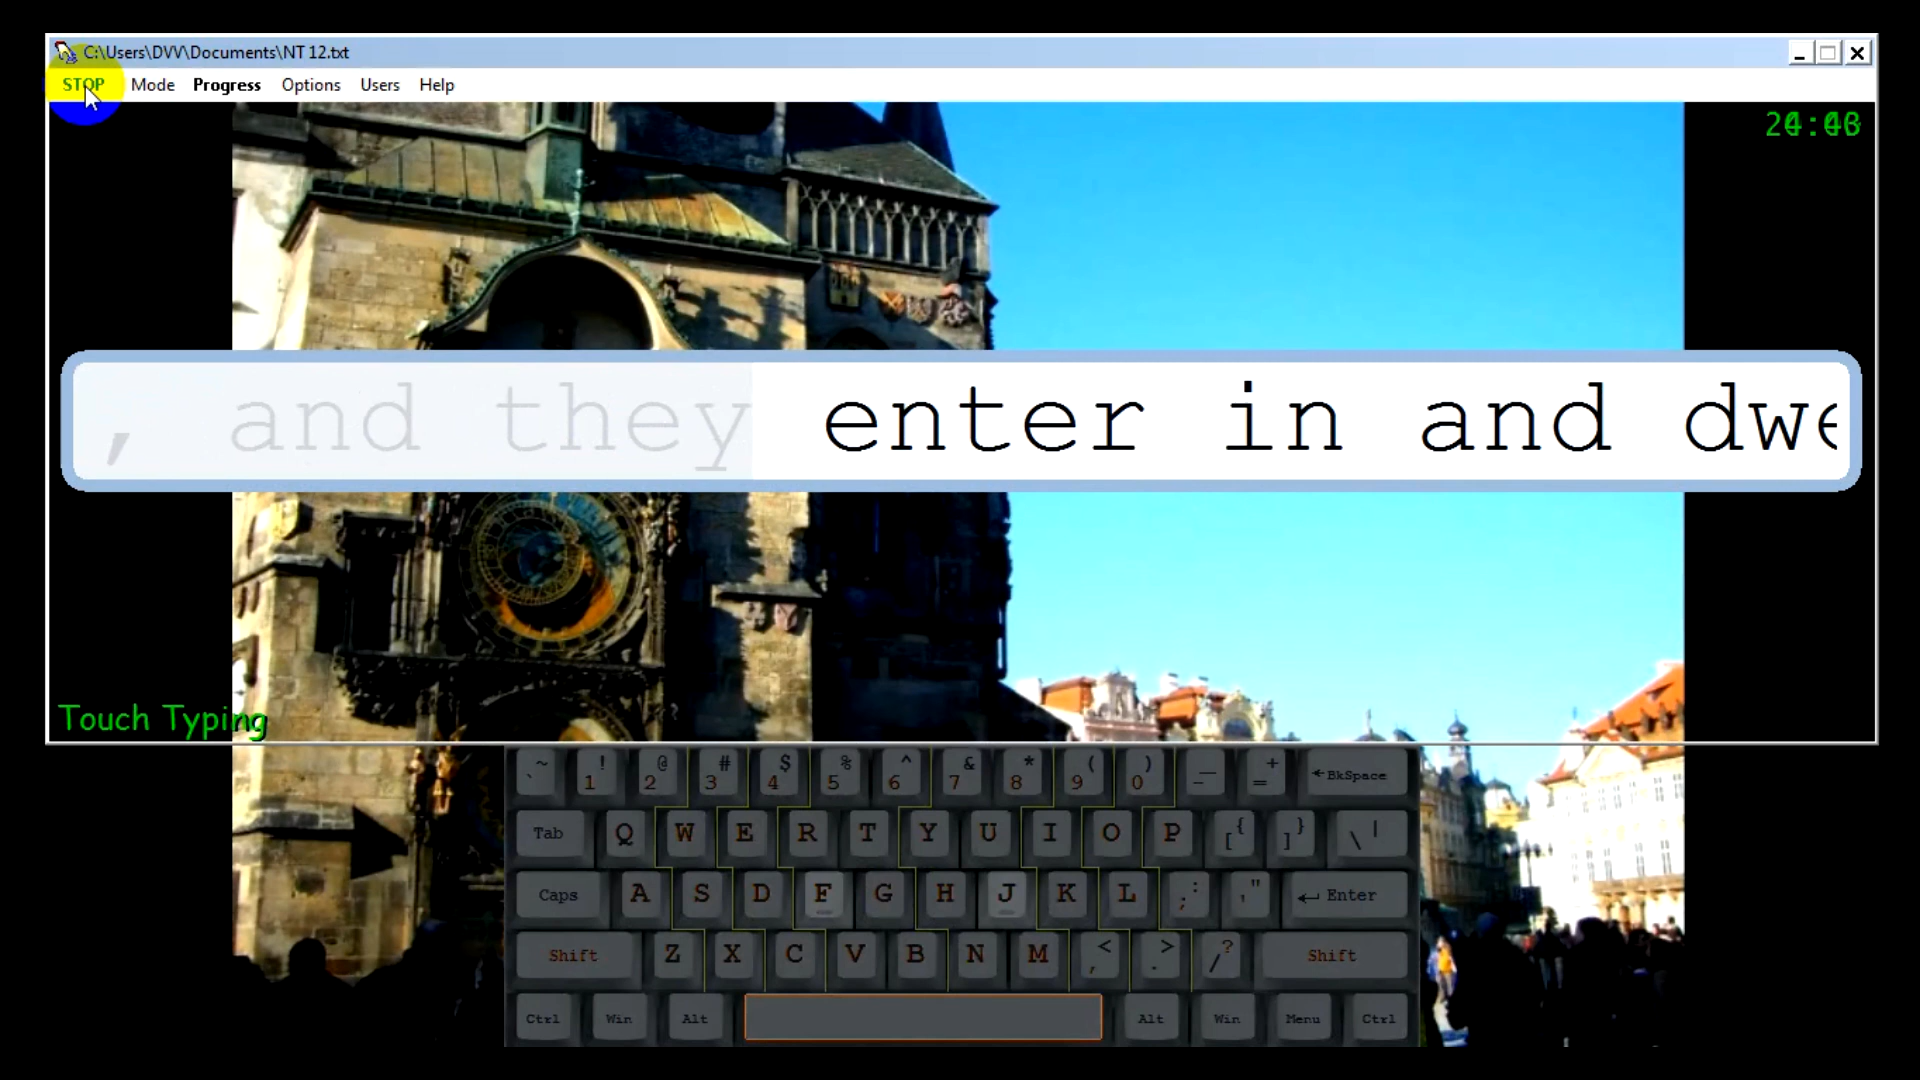 C:\Users\DVV\Documents\NT 12.txt
STOP Mode Progress Options Users Help
, and they enter in and dwe
Touch Typing
` ~ ! 1 @ 2 # 3 $ 4 % 5 ^ 6 & 7 * 8 ( 9 ) 0 _ - + = ←BkSpace
Tab Q W E R T Y U I O P [ { ] } \ |
Caps A S D F G H J K L ; : ' " ↵ Enter
Shift Z X C V B N M , < . > / ? Shift
Ctrl Win Alt Alt Win Menu Ctrl